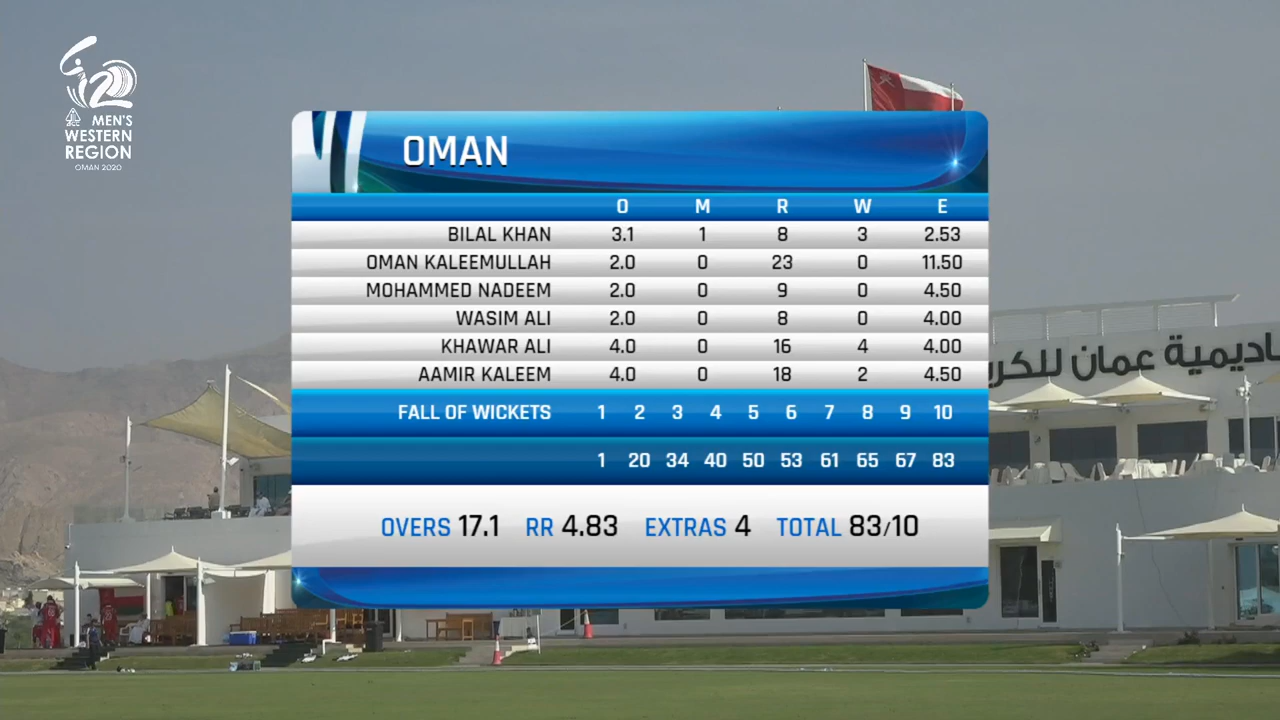 20
MEN'S
WESTERN
REGION
OMAN 2020
OMAN
O M R W E
BILAL KHAN 3.1 1 8 3 2.53
OMAN KALEEMULLAH 2.0 0 23 0 11.50
MOHAMMED NADEEM 2.0 0 9 0 4.50
WASIM ALI 2.0 0 8 0 4.00
KHAWAR ALI 4.0 0 16 4 4.00
AAMIR KALEEM 4.0 0 18 2 4.50
FALL OF WICKETS 1 2 3 4 5 6 7 8 9 10
1 20 34 40 50 53 61 65 67 83
OVERS 17.1 RR 4.83 EXTRAS 4 TOTAL 83/10
عمان